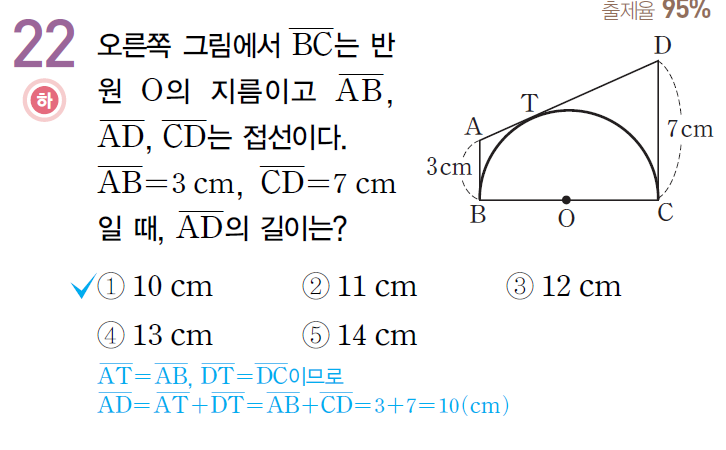 출제율 95%
22
하
오른쪽 그림에서 BC는 반
원 O의 지름이고 AB,
AD, CD는 접선이다.
AB=3 cm, CD=7 cm
일 때, AD의 길이는?
D
T
A
7cm
3cm
B
O
C
① 10 cm ② 11 cm ③ 12 cm
④ 13 cm ⑤ 14 cm
AT=AB, DT=DC이므로
AD=AT+DT=AB+CD=3+7=10(cm)